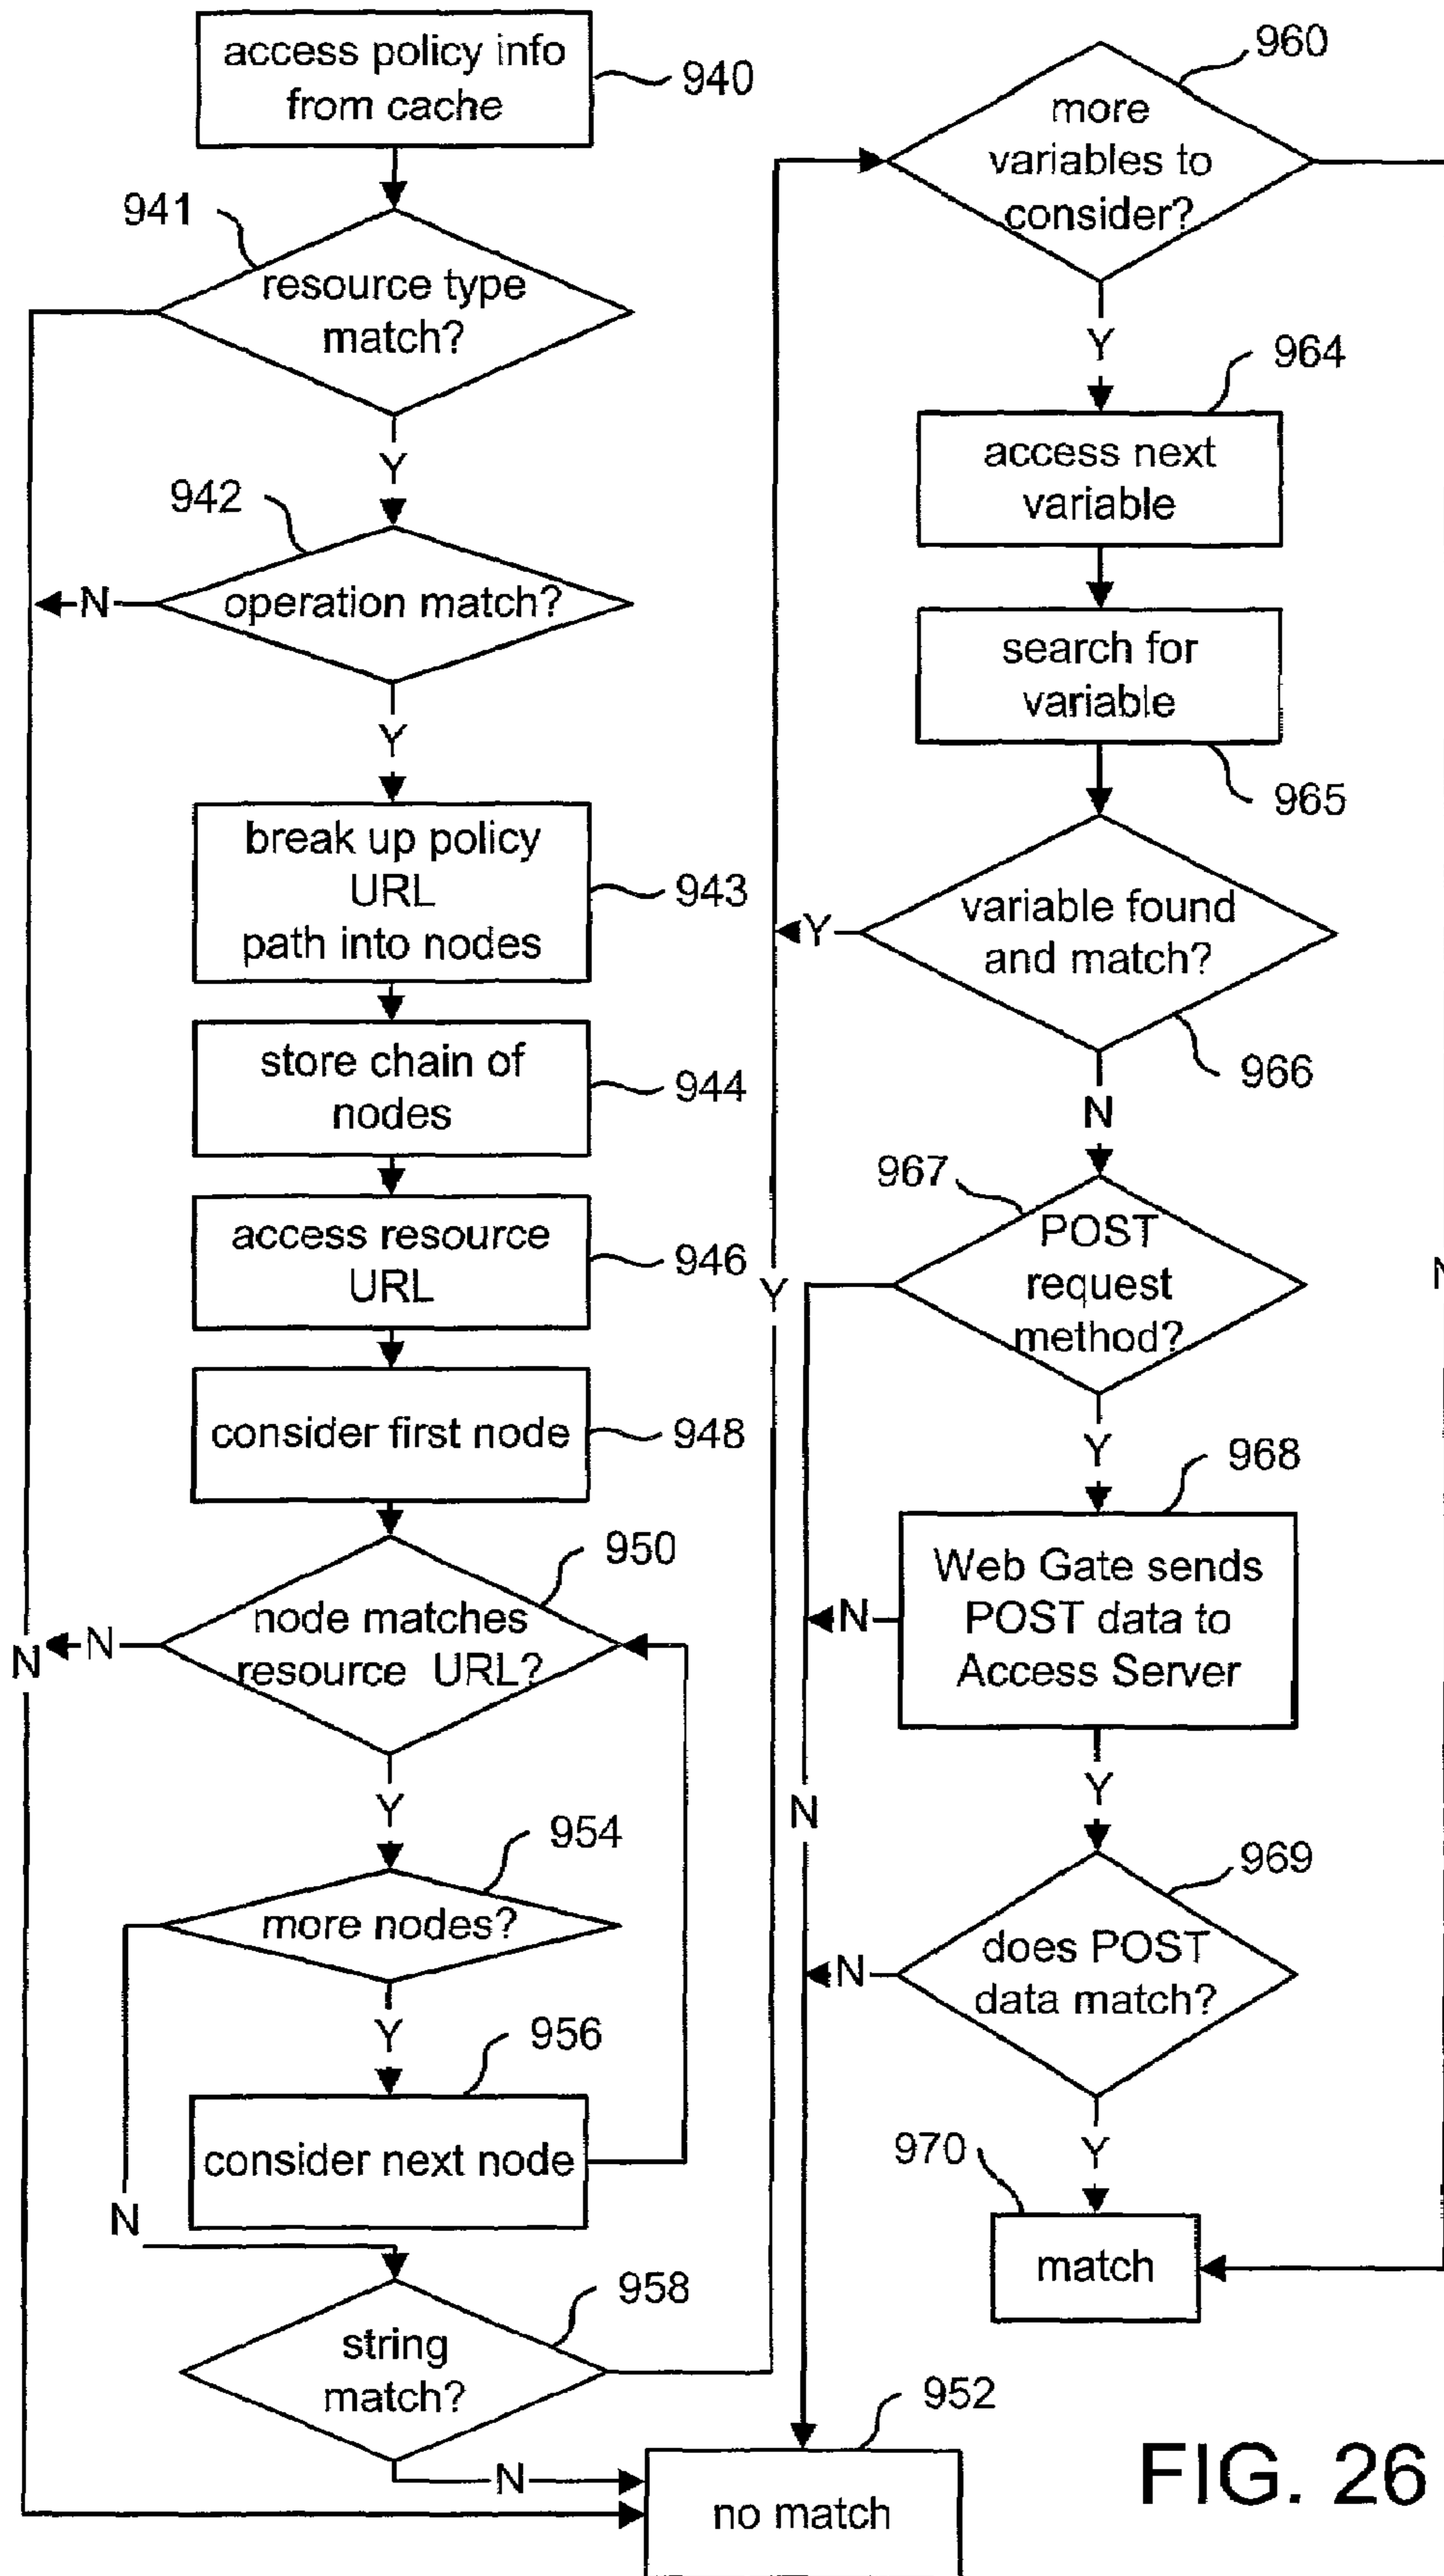 access policy info
from cache
940
941
resource type
match?
Y
942
operation match?
N
Y
break up policy
URL
path into nodes
943
store chain of
nodes
944
access resource
URL
946
consider first node
948
950
node matches
resource URL?
N
N
Y
954
more nodes?
Y
956
consider next node
N
958
string
match?
N
Y
960
more
variables to
consider?
Y
964
access next
variable
search for
variable
965
variable found
and match?
Y
966
N
967
POST
request
method?
Y
968
Web Gate sends
POST data to
Access Server
N
Y
N
969
does POST
data match?
N
Y
970
match
952
no match
FIG. 26